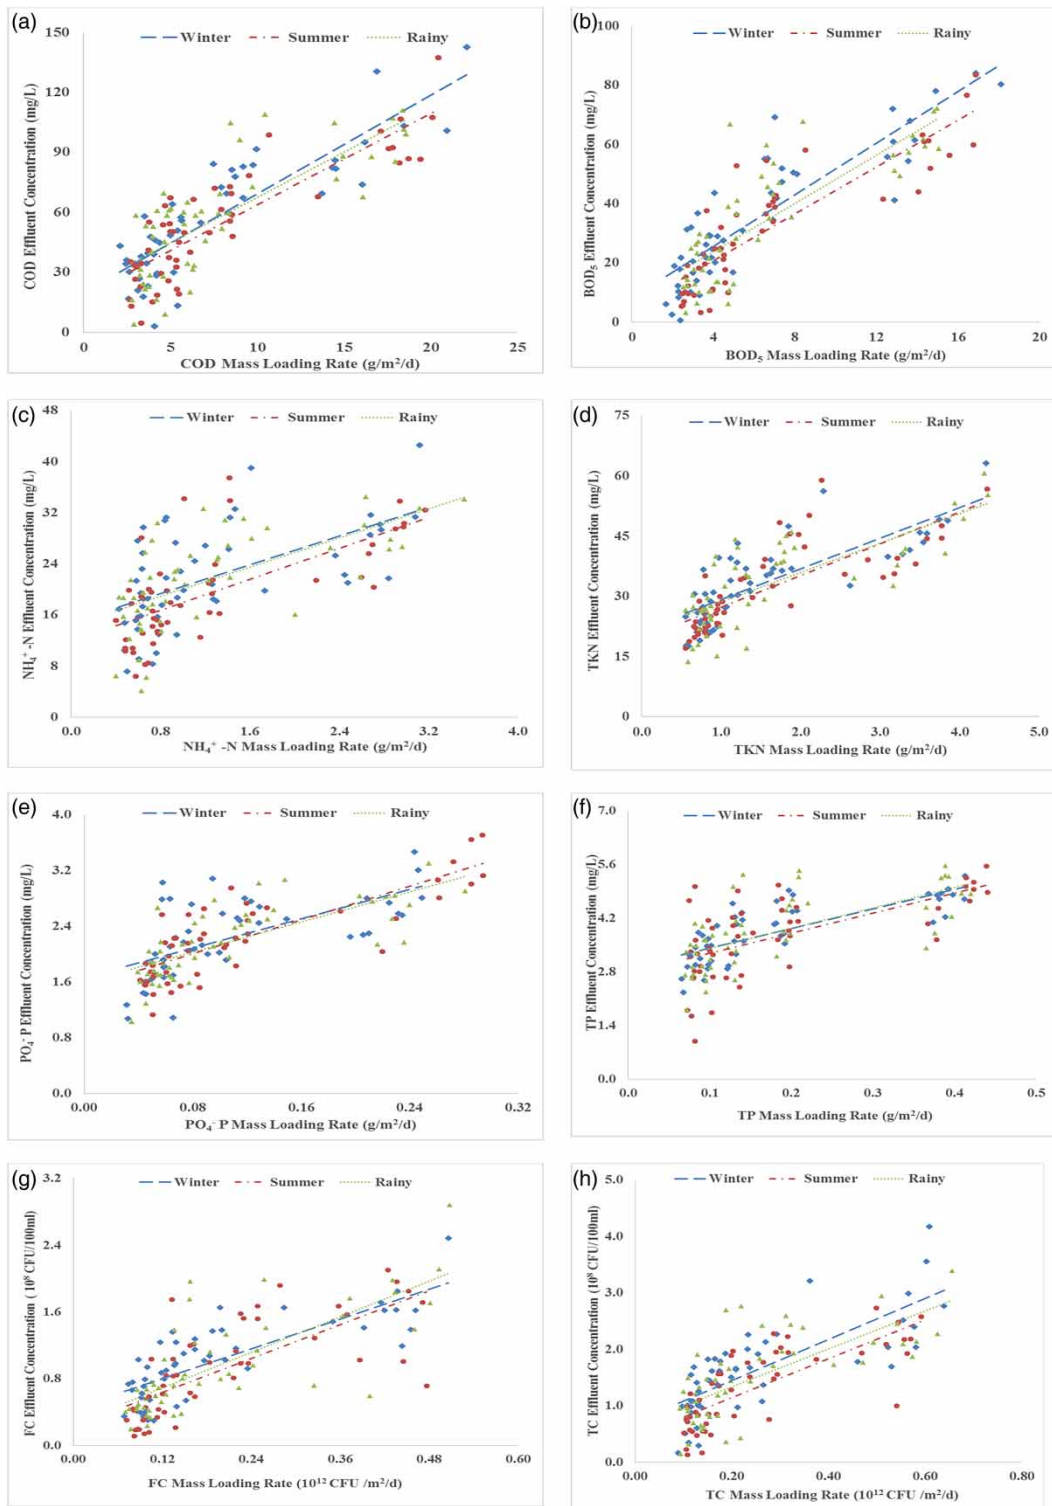 (a)
150
Winter Summer Rainy
120
90
60
30
0
COD Effluent Concentration (mg/L)
0 5 10 15 20 25
COD Mass Loading Rate (g/m²/d)
(b)
100
Winter Summer Rainy
80
60
40
20
0
BOD₅ Effluent Concentration (mg/L)
0 4 8 12 16 20
BOD₅ Mass Loading Rate (g/m²/d)
(c)
48
Winter Summer Rainy
40
32
24
16
8
0
NH₄⁺ -N Effluent Concentration (mg/L)
0.0 0.8 1.6 2.4 3.2 4.0
NH₄⁺ -N Mass Loading Rate (g/m²/d)
(d)
75
Winter Summer Rainy
60
45
30
15
0
TKN Effluent Concentration (mg/L)
0.0 1.0 2.0 3.0 4.0 5.0
TKN Mass Loading Rate (g/m²/d)
(e)
4.0
Winter Summer Rainy
3.2
2.4
1.6
0.8
0.0
PO₄⁻ P Effluent Concentration (mg/L)
0.00 0.08 0.16 0.24 0.32
PO₄⁻ P Mass Loading Rate (g/m²/d)
(f)
7.0
Winter Summer Rainy
5.6
4.2
2.8
1.4
0.0
TP Effluent Concentration (mg/L)
0.0 0.1 0.2 0.3 0.4 0.5
TP Mass Loading Rate (g/m²/d)
(g)
3.2
Winter Summer Rainy
2.4
1.6
0.8
0.0
FC Effluent Concentration ( 10⁸ CFU/100ml)
0.00 0.12 0.24 0.36 0.48 0.60
FC Mass Loading Rate (10¹² CFU /m²/d)
(h)
5.0
Winter Summer Rainy
4.0
3.0
2.0
1.0
0.0
TC Effluent Concentration (10⁸ CFU/100ml)
0.00 0.20 0.40 0.60 0.80
TC Mass Loading Rate (10¹² CFU /m²/d)